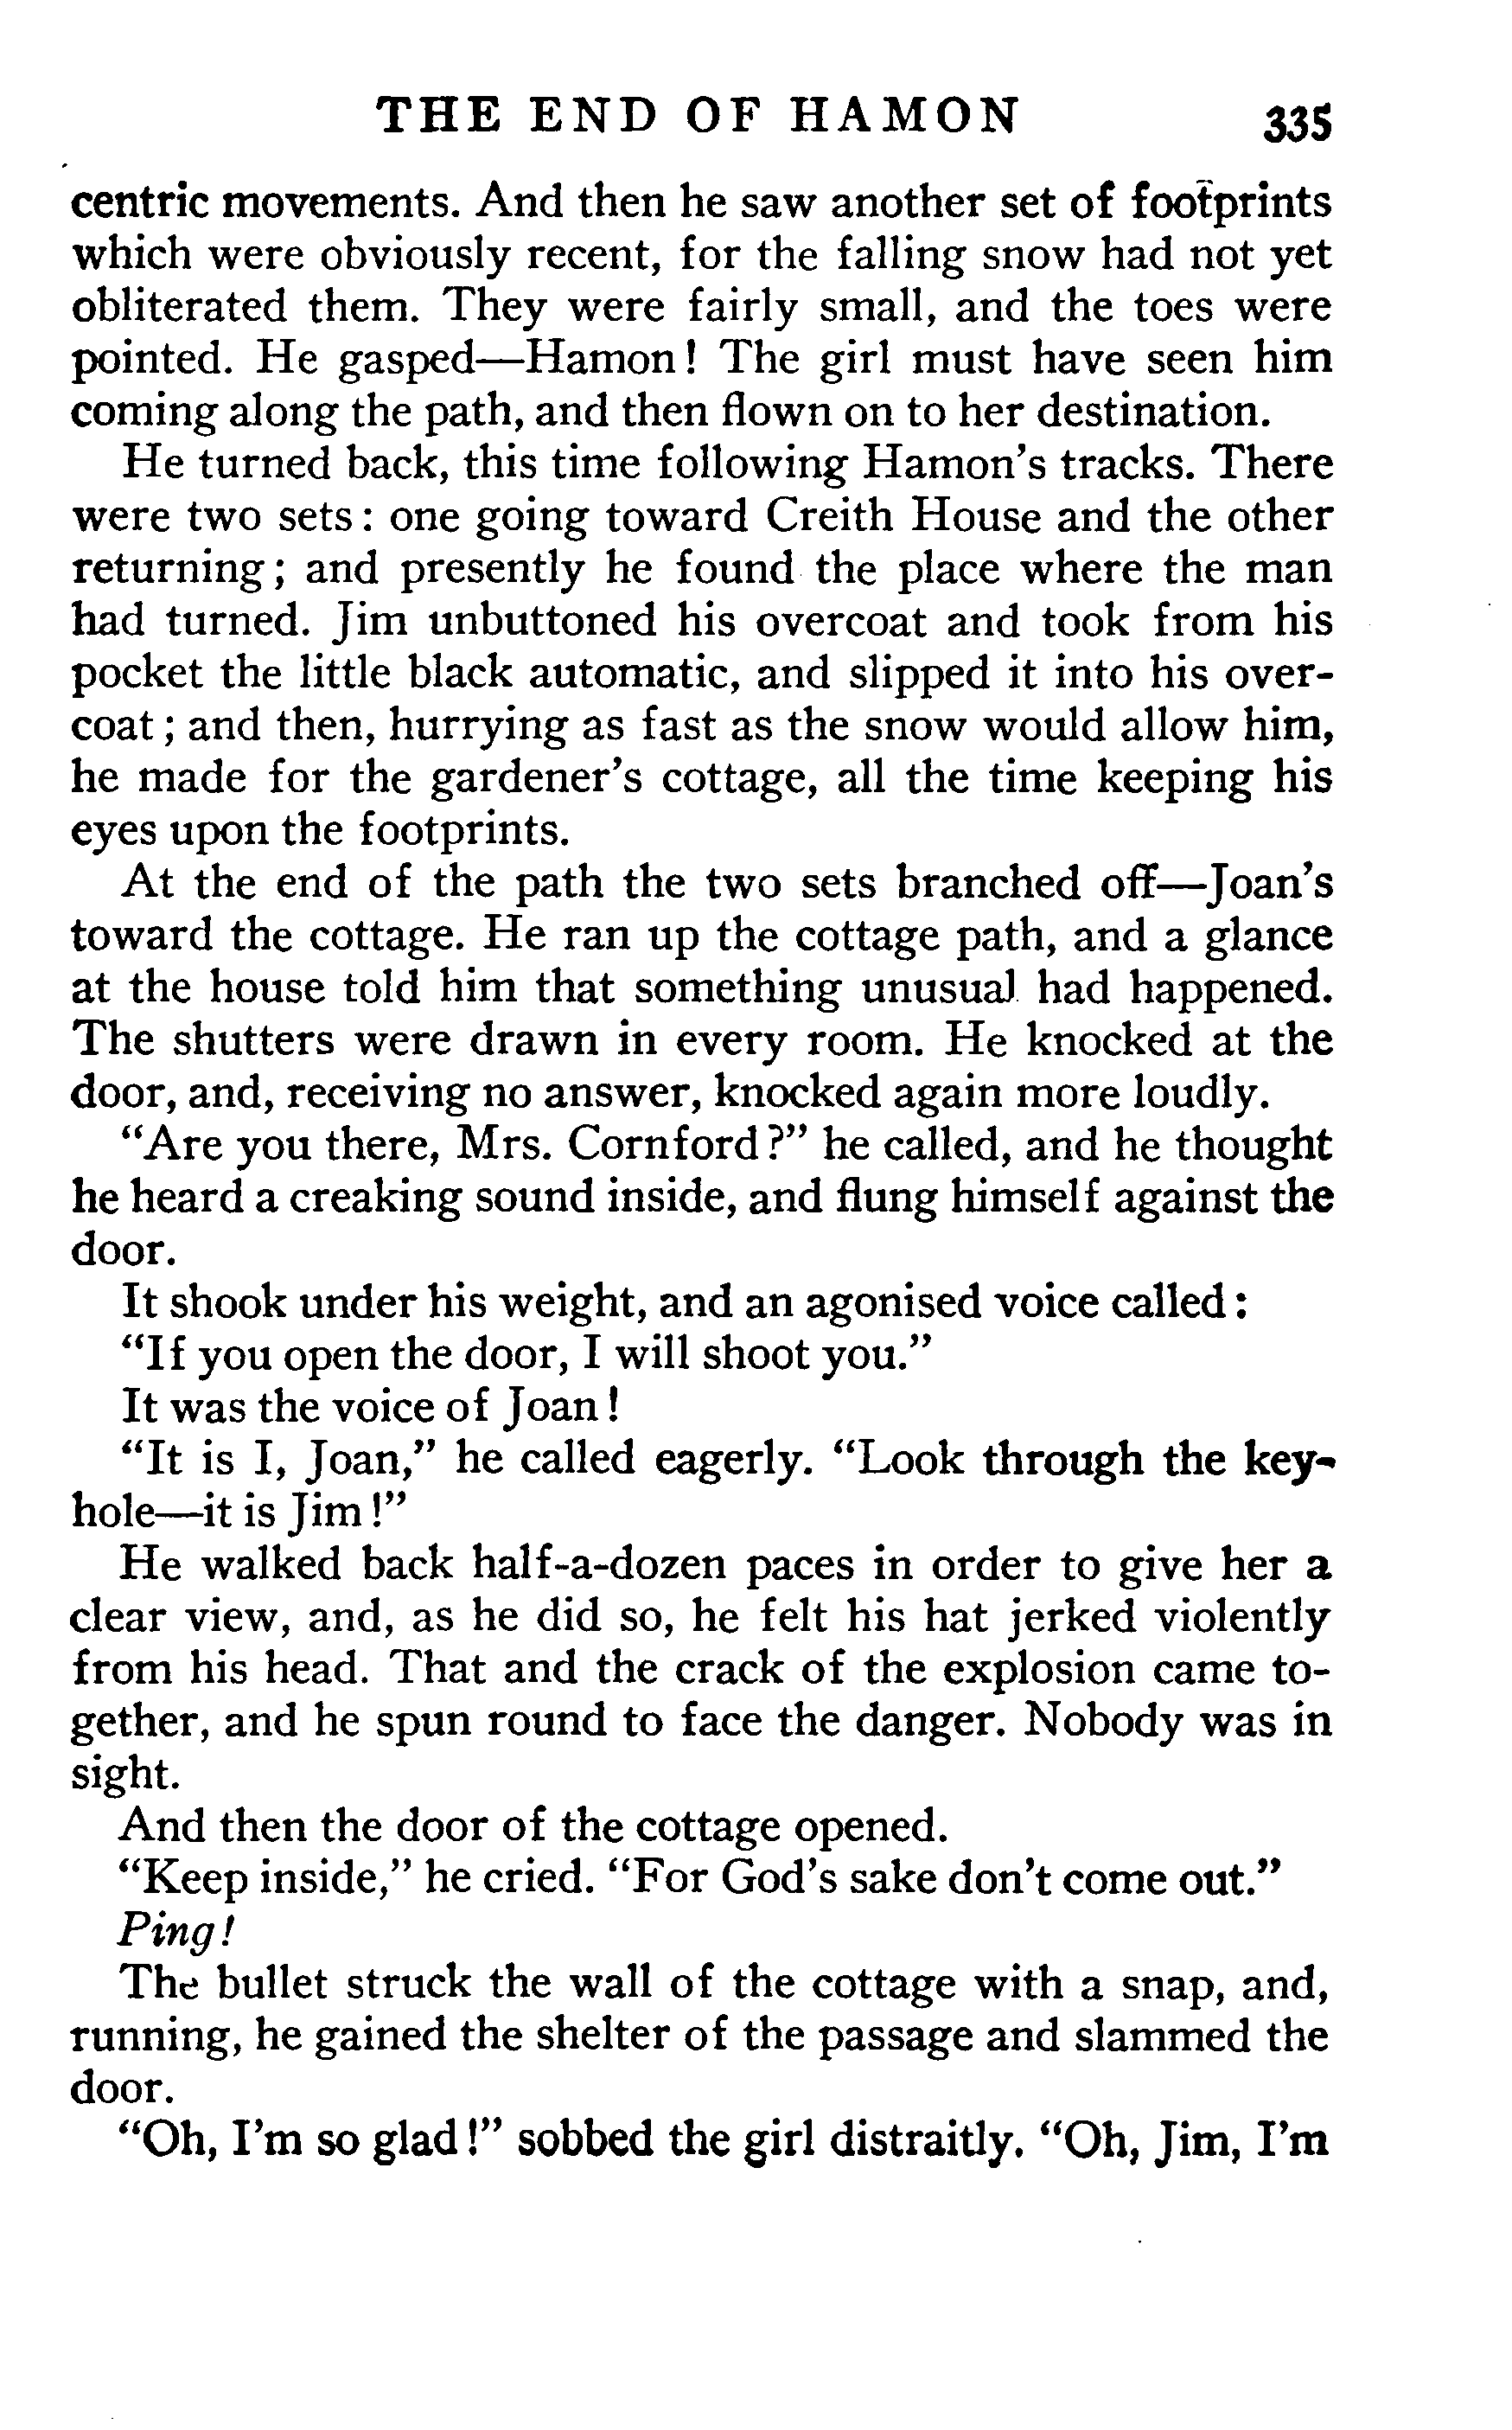 THE END OF HAMON 335
centric movements. And then he saw another set of footprints
which were obviously recent, for the falling snow had not yet
obliterated them. They were fairly small, and the toes were
pointed. He gasped—Hamon! The girl must have seen him
coming along the path, and then flown on to her destination.
He turned back, this time following Hamon's tracks. There
were two sets: one going toward Creith House and the other
returning; and presently he found the place where the man
had turned. Jim unbuttoned his overcoat and took from his
pocket the little black automatic, and slipped it into his over-
coat; and then, hurrying as fast as the snow would allow him,
he made for the gardener's cottage, all the time keeping his
eyes upon the footprints.
At the end of the path the two sets branched off—Joan's
toward the cottage. He ran up the cottage path, and a glance
at the house told him that something unusual had happened.
The shutters were drawn in every room. He knocked at the
door, and, receiving no answer, knocked again more loudly.
"Are you there, Mrs. Cornford?" he called, and he thought
he heard a creaking sound inside, and flung himself against the
door.
It shook under his weight, and an agonised voice called:
"If you open the door, I will shoot you."
It was the voice of Joan!
"It is I, Joan," he called eagerly. "Look through the key-
hole—it is Jim!"
He walked back half-a-dozen paces in order to give her a
clear view, and, as he did so, he felt his hat jerked violently
from his head. That and the crack of the explosion came to-
gether, and he spun round to face the danger. Nobody was in
sight.
And then the door of the cottage opened.
"Keep inside," he cried. "For God's sake don't come out."
Ping!
The bullet struck the wall of the cottage with a snap, and,
running, he gained the shelter of the passage and slammed the
door.
"Oh, I'm so glad!" sobbed the girl distraitly. "Oh, Jim, I'm